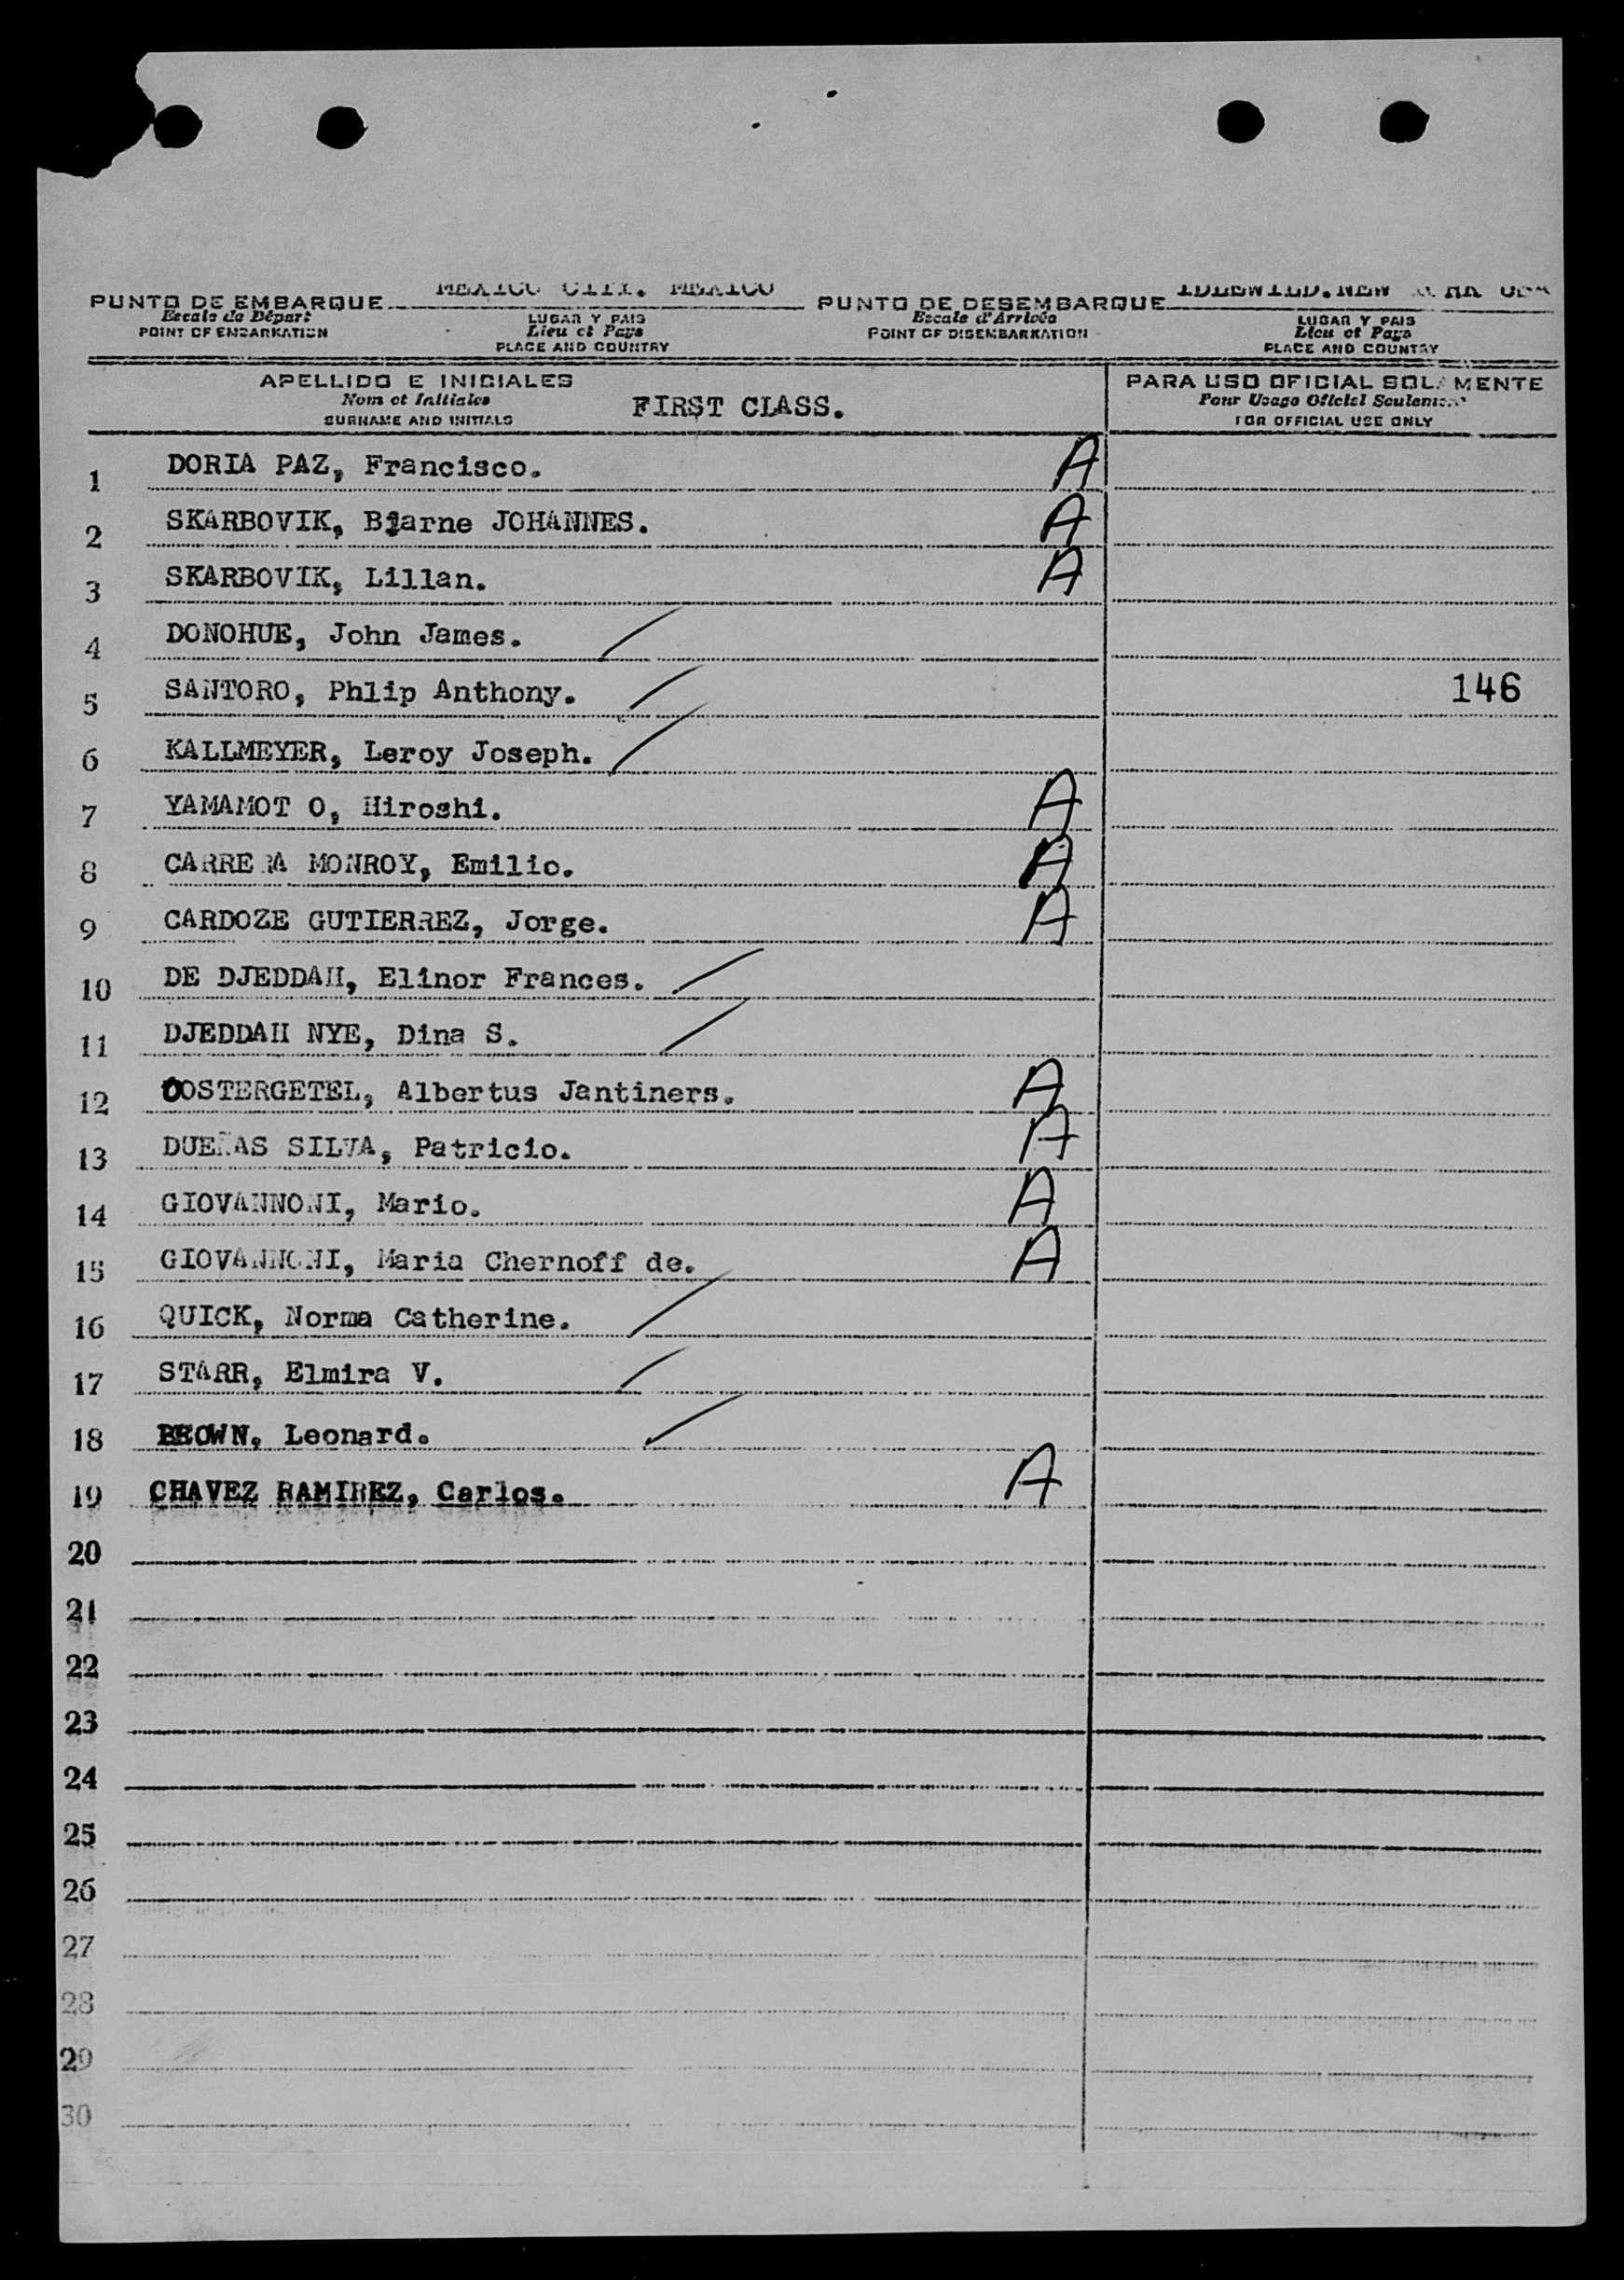 PUNTO DE EMBARQUE MEXICO CITY. MEXICO PUNTO DE DESEMBARQUE IDLEWILD. NEW
Escale de Départ LUGAR Y PAIS Escale d'Arrivée LUGAR Y PAIS
POINT OF EMBARKATION Lieu et Pays POINT OF DISEMBARKATION Lieu et Pays
PLACE AND COUNTRY PLACE AND COUNTRY
APELLIDO E INICIALES PARA USO OFICIAL SOLAMENTE
Nom et Initiales FIRST CLASS. Pour Usage Officiel Seulement
SURNAME AND INITIALS FOR OFFICIAL USE ONLY
1 DORIA PAZ, Francisco. A
2 SKARBOVIK, Bjarne JOHANNES. A
3 SKARBOVIK, Lillan. A
4 DONOHUE, John James.
5 SANTORO, Phlip Anthony. 146
6 KALLMEYER, Leroy Joseph.
7 YAMAMOT O, Hiroshi. A
8 CARRERA MONROY, Emilio. A
9 CARDOZE GUTIERREZ, Jorge. A
10 DE DJEDDAH, Elinor Frances.
11 DJEDDAH NYE, Dina S.
12 OOSTERGETEL, Albertus Jantiners. A
13 DUEÑAS SILVA, Patricio. A
14 GIOVANNONI, Mario. A
15 GIOVANNONI, Maria Chernoff de. A
16 QUICK, Norma Catherine.
17 STARR, Elmira V.
18 BROWN, Leonard.
19 CHAVEZ RAMIREZ, Carlos. A
20
21
22
23
24
25
26
27
28
29
30